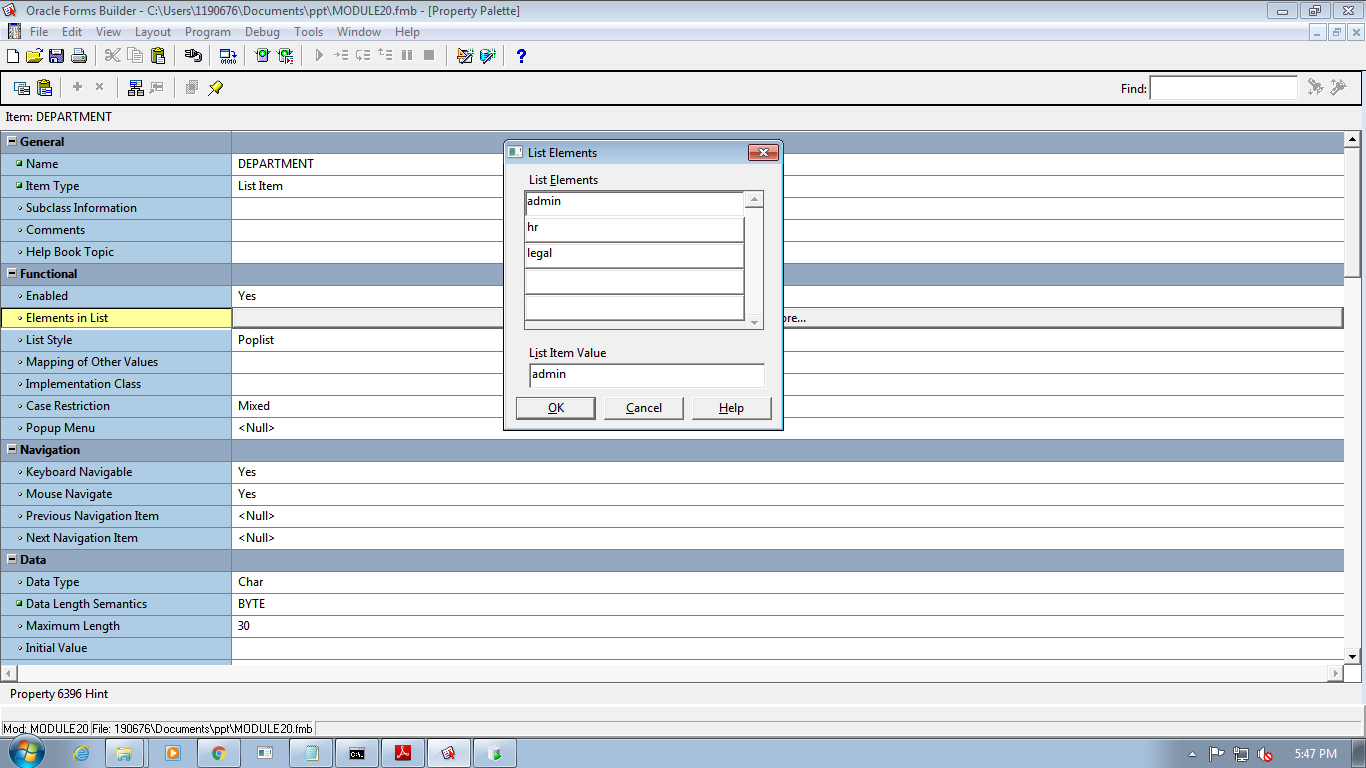 Oracle Forms Builder - C:\Users\1190676\Documents\ppt\MODULE20.fmb - [Property Palette]
File Edit View Layout Program Debug Tools Window Help
Find:
Item: DEPARTMENT
General
Name DEPARTMENT
Item Type List Item
Subclass Information
Comments
Help Book Topic
Functional
Enabled Yes
Elements in List
List Style Poplist
Mapping of Other Values
Implementation Class
Case Restriction Mixed
Popup Menu <Null>
Navigation
Keyboard Navigable Yes
Mouse Navigate Yes
Previous Navigation Item <Null>
Next Navigation Item <Null>
Data
Data Type Char
Data Length Semantics BYTE
Maximum Length 30
Initial Value
List Elements
List Elements
admin
hr
legal
List Item Value
admin
OK Cancel Help
Property 6396 Hint
Mod: MODULE20 File: 190676\Documents\ppt\MODULE20.fmb
5:47 PM